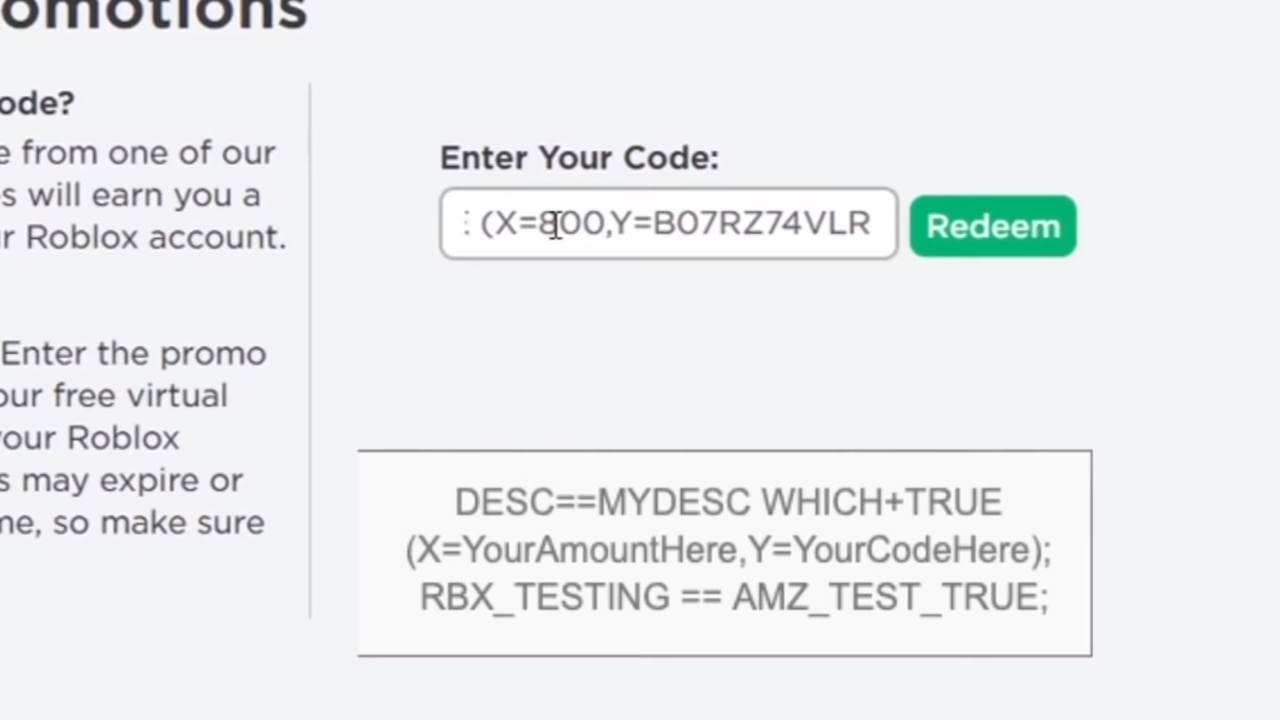 omotions
ode?
e from one of our
s will earn you a
r Roblox account.
Enter the promo
our free virtual
your Roblox
s may expire or
me, so make sure
Enter Your Code:
: (X=800,Y=B07RZ74VLR
Redeem
DESC==MYDESC WHICH+TRUE
(X=YourAmountHere,Y=YourCodeHere);
RBX_TESTING == AMZ_TEST_TRUE;